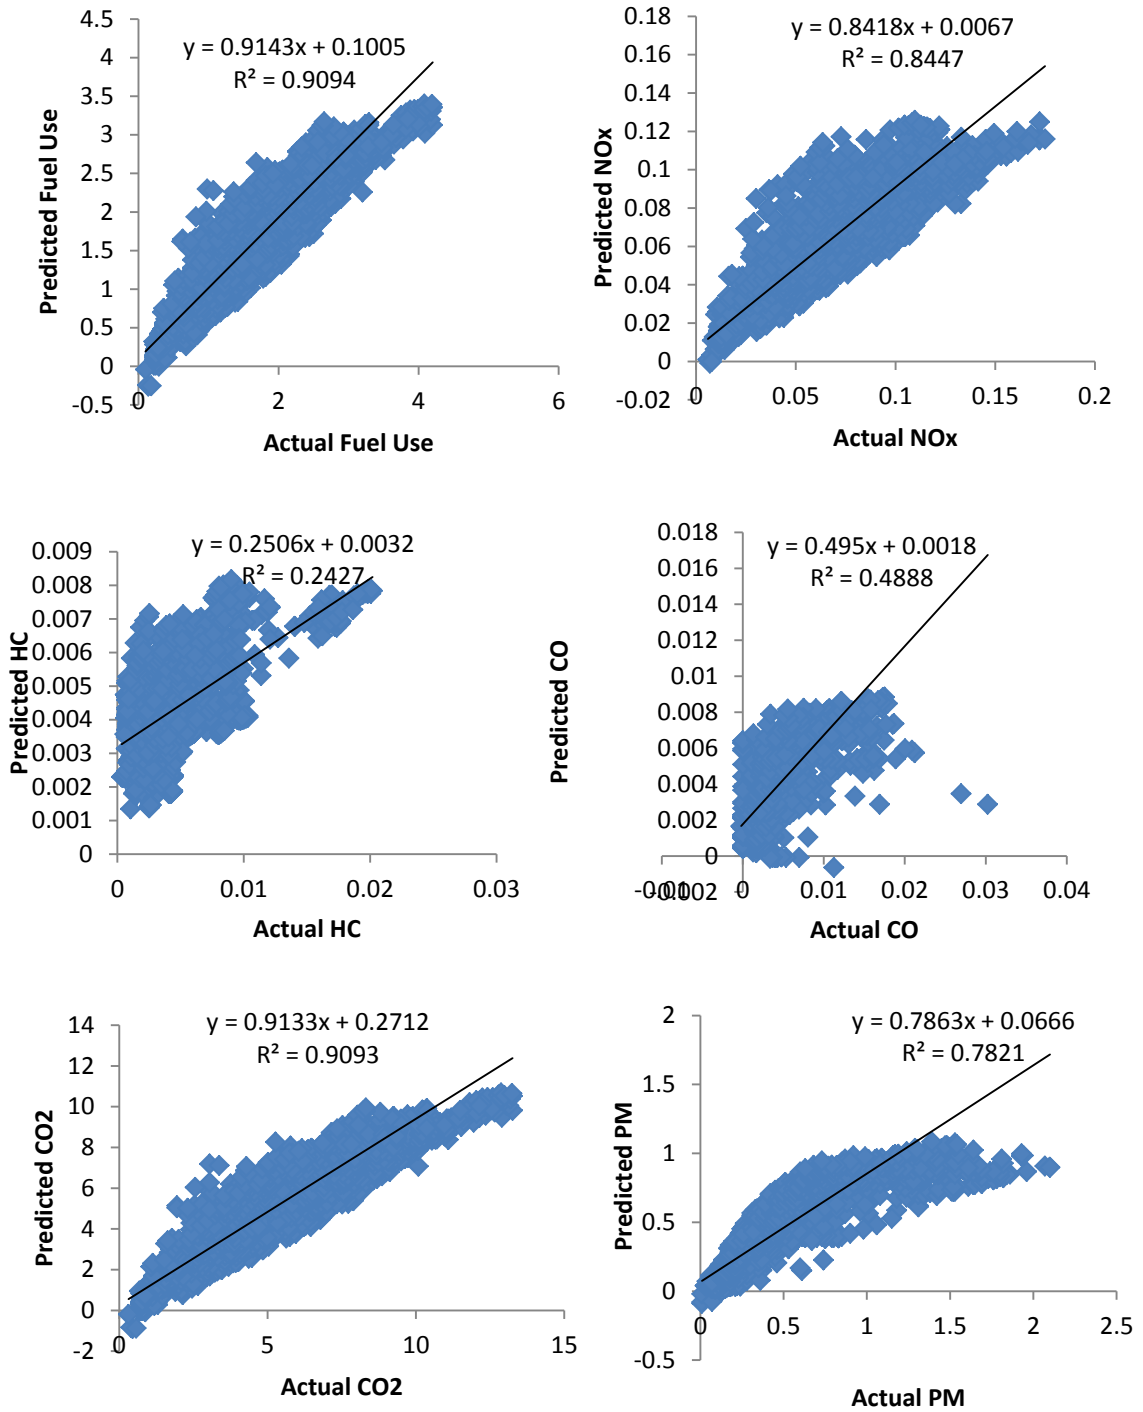 4.5
4
3.5
3
2.5
2
1.5
1
0.5
0
-0.5
y = 0.9143x + 0.1005
R² = 0.9094
Predicted Fuel Use
0 2 4 6
Actual Fuel Use
0.18
0.16
0.14
0.12
0.1
0.08
0.06
0.04
0.02
0
-0.02
y = 0.8418x + 0.0067
R² = 0.8447
Predicted NOx
0 0.05 0.1 0.15 0.2
Actual NOx
0.009
0.008
0.007
0.006
0.005
0.004
0.003
0.002
0.001
0
y = 0.2506x + 0.0032
R² = 0.2427
Predicted HC
0 0.01 0.02 0.03
Actual HC
0.018
0.016
0.014
0.012
0.01
0.008
0.006
0.004
0.002
0
-0.002
y = 0.495x + 0.0018
R² = 0.4888
Predicted CO
-0.01 0 0.01 0.02 0.03 0.04
Actual CO
14
12
10
8
6
4
2
0
-2
y = 0.9133x + 0.2712
R² = 0.9093
Predicted CO2
0 5 10 15
Actual CO2
2
1.5
1
0.5
0
-0.5
y = 0.7863x + 0.0666
R² = 0.7821
Predicted PM
0 0.5 1 1.5 2 2.5
Actual PM